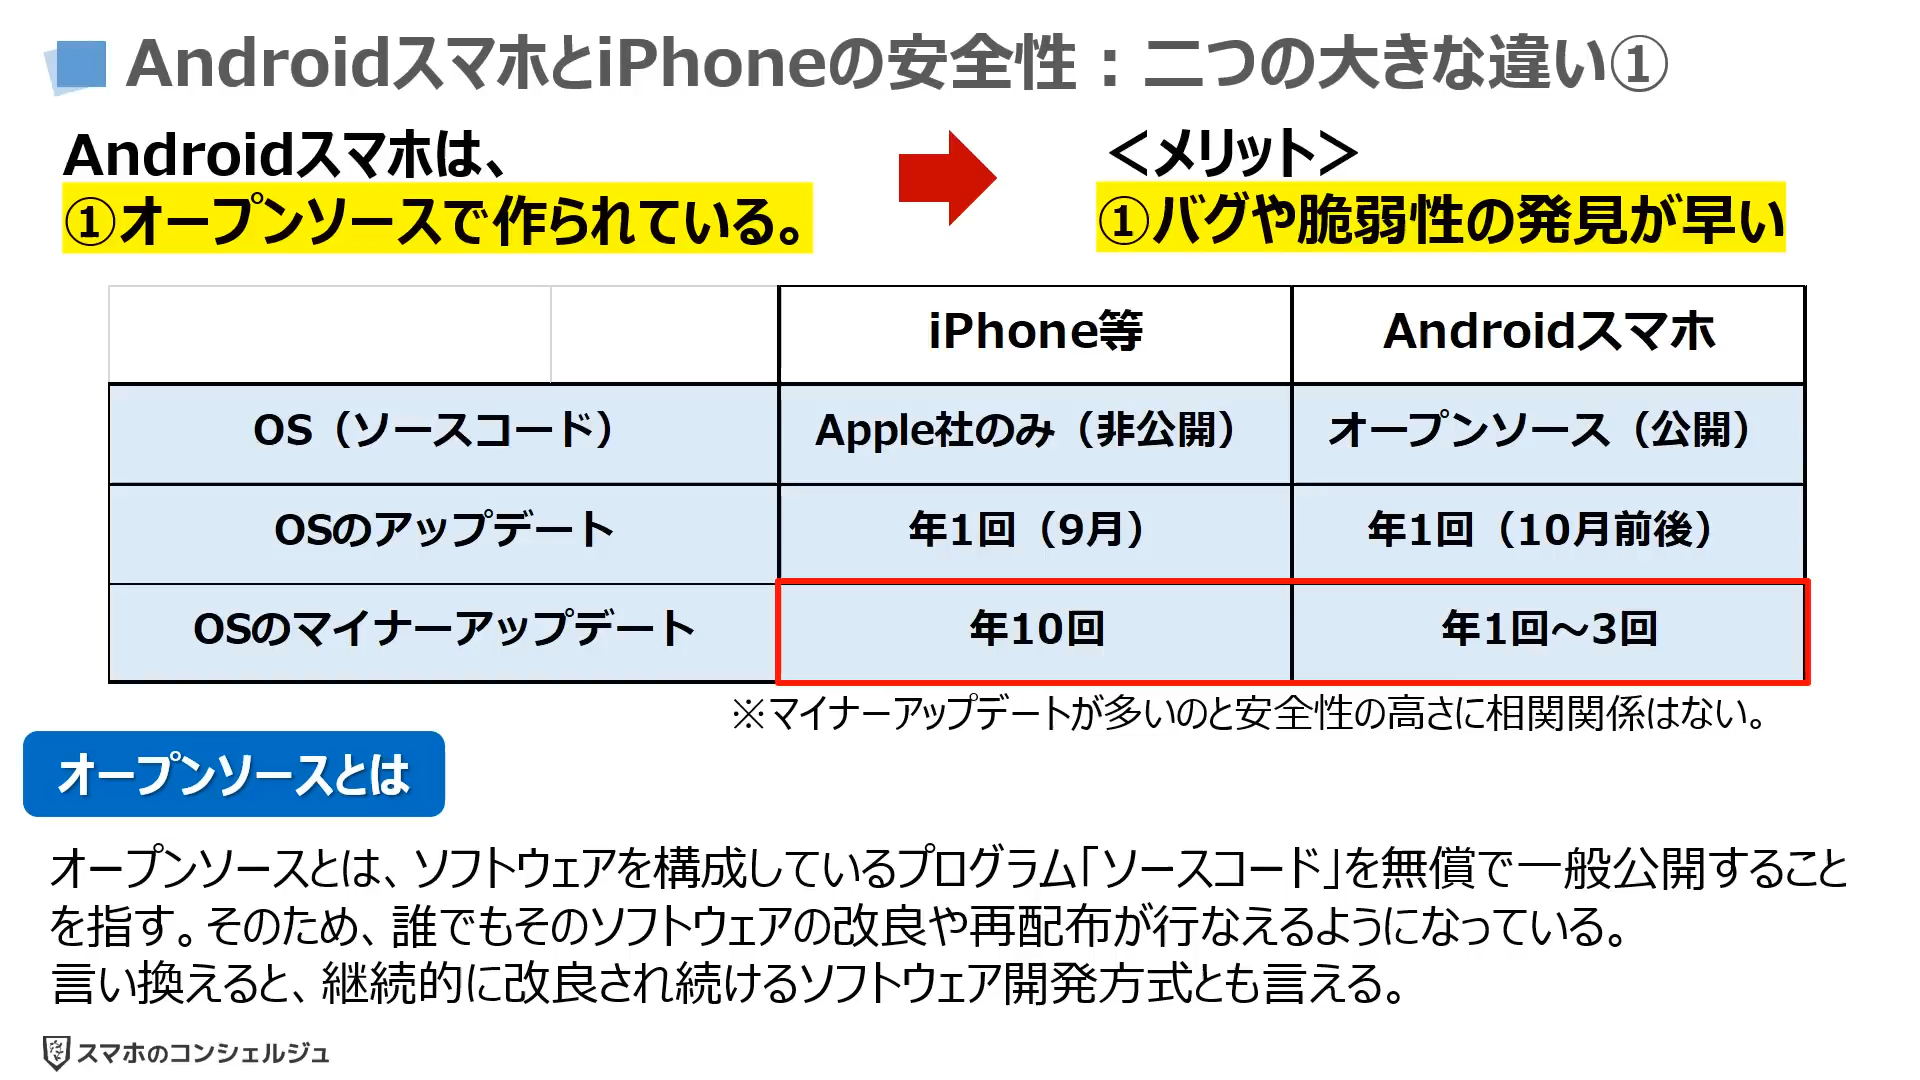 AndroidスマホとiPhoneの安全性：二つの大きな違い①
Androidスマホは、
①オープンソースで作られている。
＜メリット＞
①バグや脆弱性の発見が早い
iPhone等
Androidスマホ
OS（ソースコード）
Apple社のみ（非公開）
オープンソース（公開）
OSのアップデート
年1回（9月）
年1回（10月前後）
OSのマイナーアップデート
年10回
年1回～3回
※マイナーアップデートが多いのと安全性の高さに相関関係はない。
オープンソースとは
オープンソースとは、ソフトウェアを構成しているプログラム「ソースコード」を無償で一般公開すること
を指す。そのため、誰でもそのソフトウェアの改良や再配布が行なえるようになっている。
言い換えると、継続的に改良され続けるソフトウェア開発方式とも言える。
スマホのコンシェルジュ